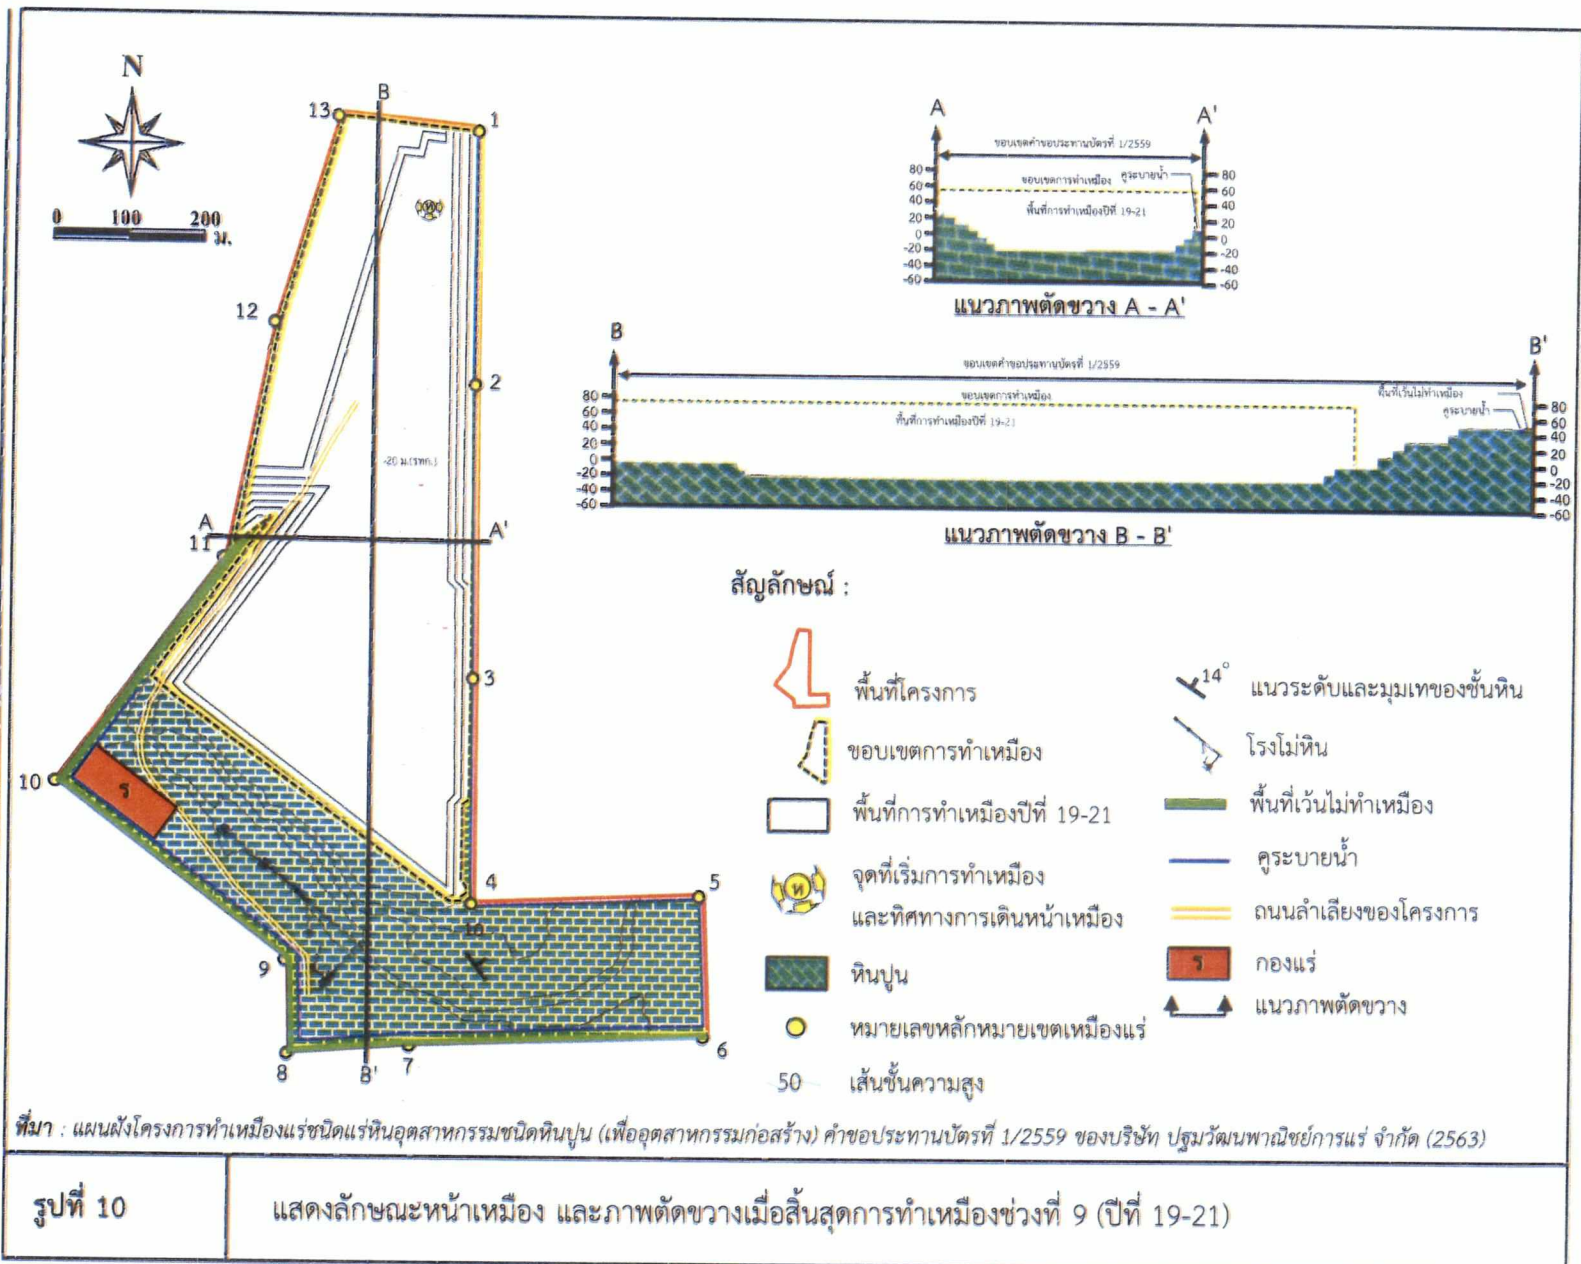 N
0 100 200
ม.
B
13
1
12
2
-20 ม.(รทก.)
A
A'
11
3
10
ร
4
5
9
8
B'
7
6
A
A'
ขอบเขตคำขอประทานบัตรที่ 1/2559
ขอบเขตการทำเหมือง
คูระบายน้ำ
พื้นที่การทำเหมืองปีที่ 19-21
80
60
40
20
0
-20
-40
-60
80
60
40
20
0
-20
-40
-60
แนวภาพตัดขวาง A - A'
B
B'
ขอบเขตคำขอประทานบัตรที่ 1/2559
พื้นที่เว้นไม่ทำเหมือง
ขอบเขตการทำเหมือง
คูระบายน้ำ
พื้นที่การทำเหมืองปีที่ 19-21
80
60
40
20
0
-20
-40
-60
80
60
40
20
0
-20
-40
-60
แนวภาพตัดขวาง B - B'
สัญลักษณ์ :
พื้นที่โครงการ
ขอบเขตการทำเหมือง
พื้นที่การทำเหมืองปีที่ 19-21
ห
จุดที่เริ่มการทำเหมือง
และทิศทางการเดินหน้าเหมือง
หินปูน
หมายเลขหลักหมายเขตเหมืองแร่
50 เส้นชั้นความสูง
14° แนวระดับและมุมเทของชั้นหิน
โรงโม่หิน
พื้นที่เว้นไม่ทำเหมือง
คูระบายน้ำ
ถนนลำเลียงของโครงการ
ร กองแร่
แนวภาพตัดขวาง
ที่มา : แผนผังโครงการทำเหมืองแร่ชนิดแร่หินอุตสาหกรรมชนิดหินปูน (เพื่ออุตสาหกรรมก่อสร้าง) คำขอประทานบัตรที่ 1/2559 ของบริษัท ปฐมวัฒนพาณิชย์การแร่ จำกัด (2563)
รูปที่ 10
แสดงลักษณะหน้าเหมือง และภาพตัดขวางเมื่อสิ้นสุดการทำเหมืองช่วงที่ 9 (ปีที่ 19-21)